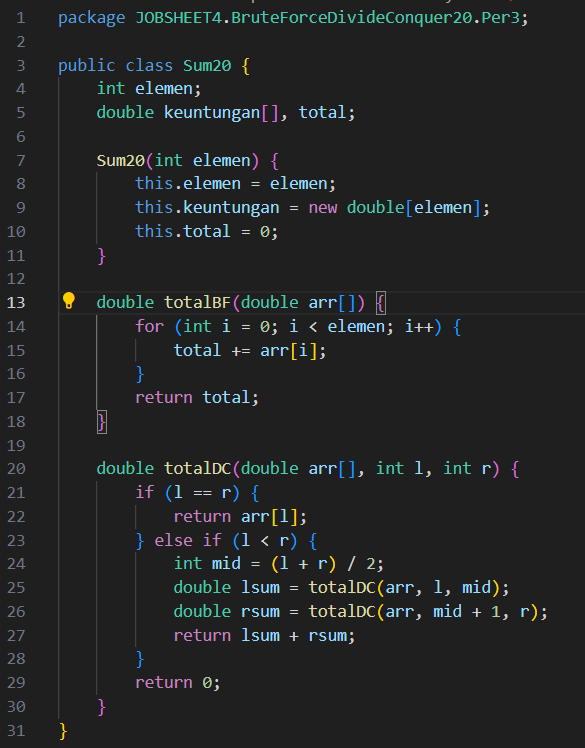 1 package JOBSHEET4.BruteForceDivideConquer20.Per3;
2
3 public class Sum20 {
4     int elemen;
5     double keuntungan[], total;
6
7     Sum20(int elemen) {
8         this.elemen = elemen;
9         this.keuntungan = new double[elemen];
10         this.total = 0;
11     }
12
13     double totalBF(double arr[]) {
14         for (int i = 0; i < elemen; i++) {
15             total += arr[i];
16         }
17         return total;
18     }
19
20     double totalDC(double arr[], int l, int r) {
21         if (l == r) {
22             return arr[l];
23         } else if (l < r) {
24             int mid = (l + r) / 2;
25             double lsum = totalDC(arr, l, mid);
26             double rsum = totalDC(arr, mid + 1, r);
27             return lsum + rsum;
28         }
29         return 0;
30     }
31 }